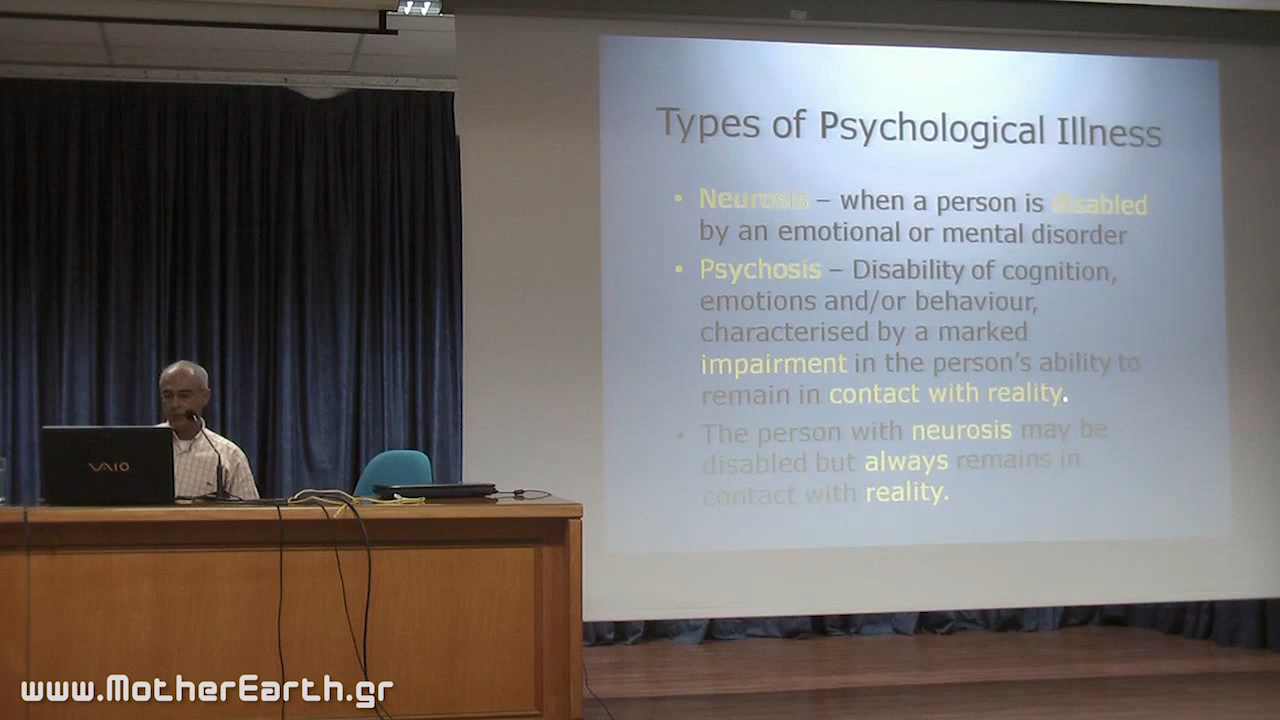 Types of Psychological Illness
• Neurosis – when a person is disabled
by an emotional or mental disorder
• Psychosis – Disability of cognition,
emotions and/or behaviour,
characterised by a marked
impairment in the person's ability to
remain in contact with reality.
• The person with neurosis may be
disabled but always remains in
contact with reality.
VAIO
www.MotherEarth.gr